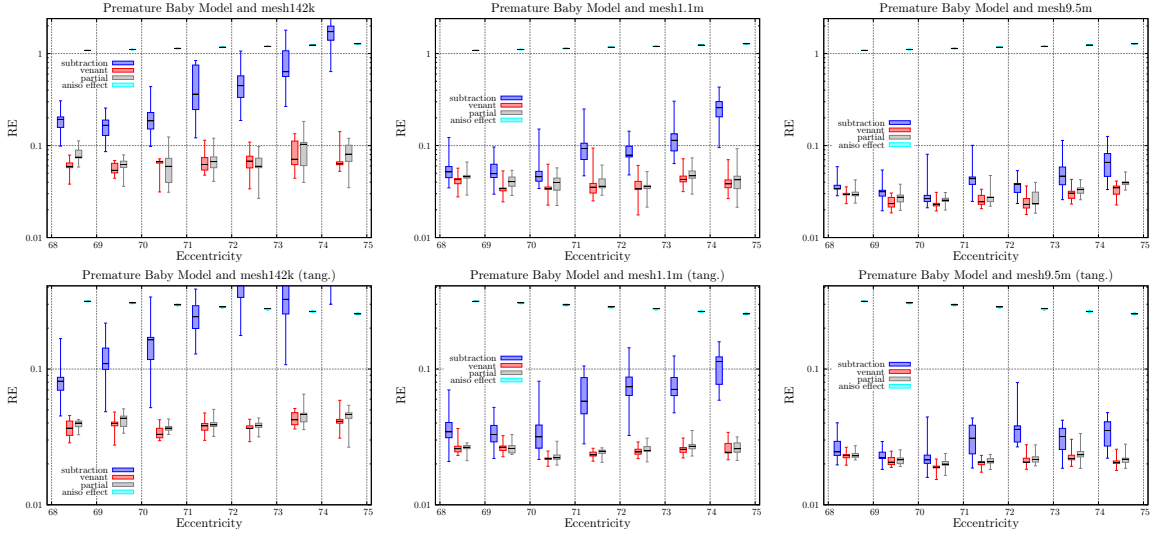 Premature Baby Model and mesh142k
1
0.1
0.01
RE
subtraction
venant
partial
aniso effect
68 69 70 71 72 73 74 75
Eccentricity
Premature Baby Model and mesh1.1m
1
0.1
0.01
RE
subtraction
venant
partial
aniso effect
68 69 70 71 72 73 74 75
Eccentricity
Premature Baby Model and mesh9.5m
1
0.1
0.01
RE
subtraction
venant
partial
aniso effect
68 69 70 71 72 73 74 75
Eccentricity
Premature Baby Model and mesh142k (tang.)
0.1
0.01
RE
subtraction
venant
partial
aniso effect
68 69 70 71 72 73 74 75
Eccentricity
Premature Baby Model and mesh1.1m (tang.)
0.1
0.01
RE
subtraction
venant
partial
aniso effect
68 69 70 71 72 73 74 75
Eccentricity
Premature Baby Model and mesh9.5m (tang.)
0.1
0.01
RE
subtraction
venant
partial
aniso effect
68 69 70 71 72 73 74 75
Eccentricity